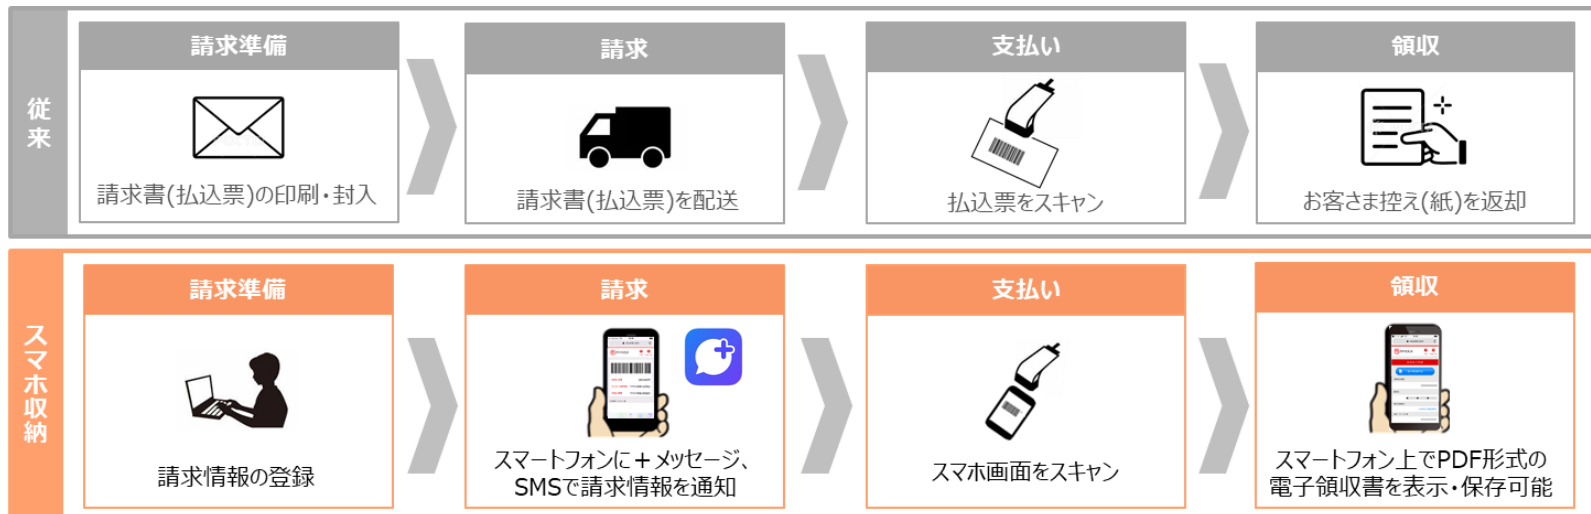 従来
請求準備
請求書(払込票)の印刷・封入
請求
請求書(払込票)を配送
支払い
払込票をスキャン
領収
お客さま控え(紙)を返却
スマホ収納
請求準備
請求情報の登録
請求
スマートフォンに＋メッセージ、
SMSで請求情報を通知
支払い
スマホ画面をスキャン
領収
スマートフォン上でPDF形式の
電子領収書を表示・保存可能